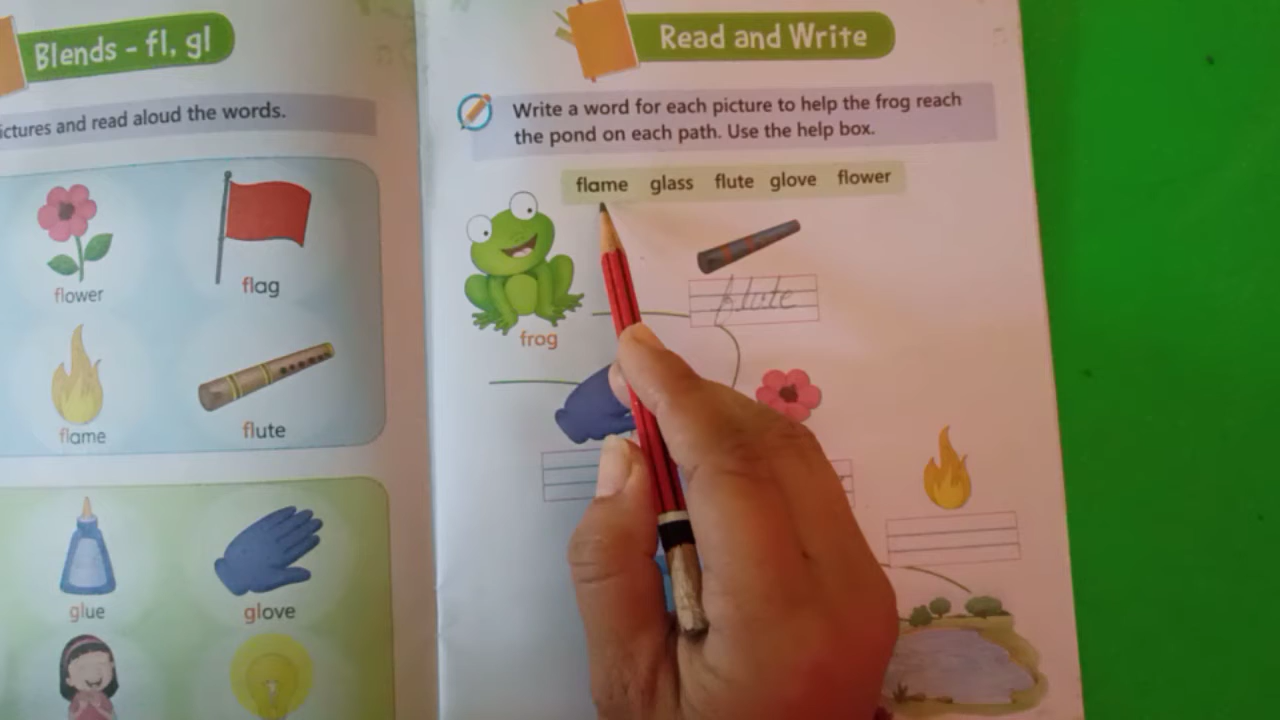 Blends - fl, gl
ictures and read aloud the words.
flower
flag
flame
flute
glue
glove
Read and Write
Write a word for each picture to help the frog reach
the pond on each path. Use the help box.
flame glass flute glove flower
frog
flute